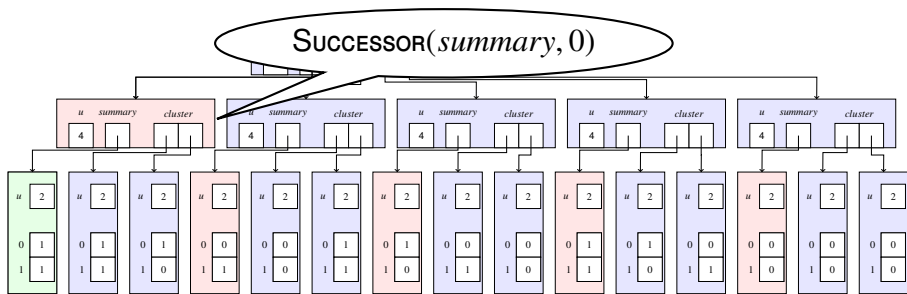 SUCCESSOR(summary, 0)
u summary cluster u summary cluster u summary cluster u summary cluster u summary cluster
4 4 4 4 4
u 2 u 2 u 2 u 2 u 2 u 2 u 2 u 2 u 2 u 2 u 2 u 2 u 2 u 2 u 2
0 1 0 1 0 1 0 0 0 0 0 1 0 1 0 0 0 0 0 1 0 1 0 0 0 0 0 0 0 0
1 1 1 1 1 0 1 1 1 0 1 1 1 0 1 1 1 0 1 1 1 0 1 1 1 0 1 0 1 0